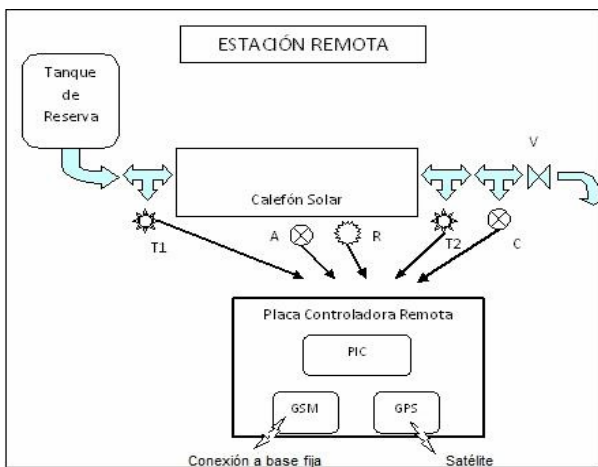 ESTACIÓN REMOTA
Tanque
de
Reserva
V
Calefón Solar
T1
A
R
T2
C
Placa Controladora Remota
PIC
GSM
GPS
Conexión a base fija
Satélite